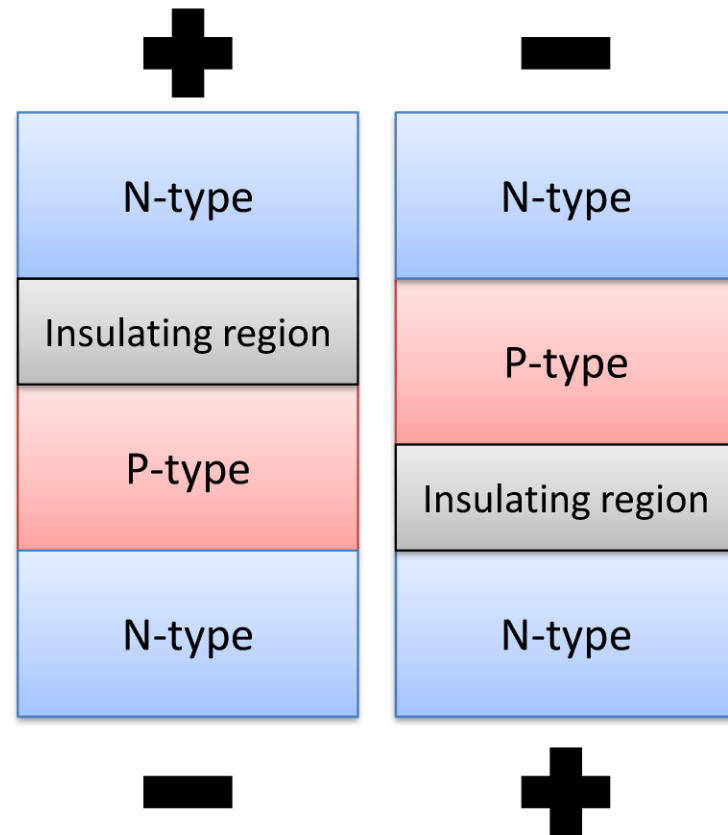 +
N-type
Insulating region
P-type
N-type
−
−
N-type
P-type
Insulating region
N-type
+